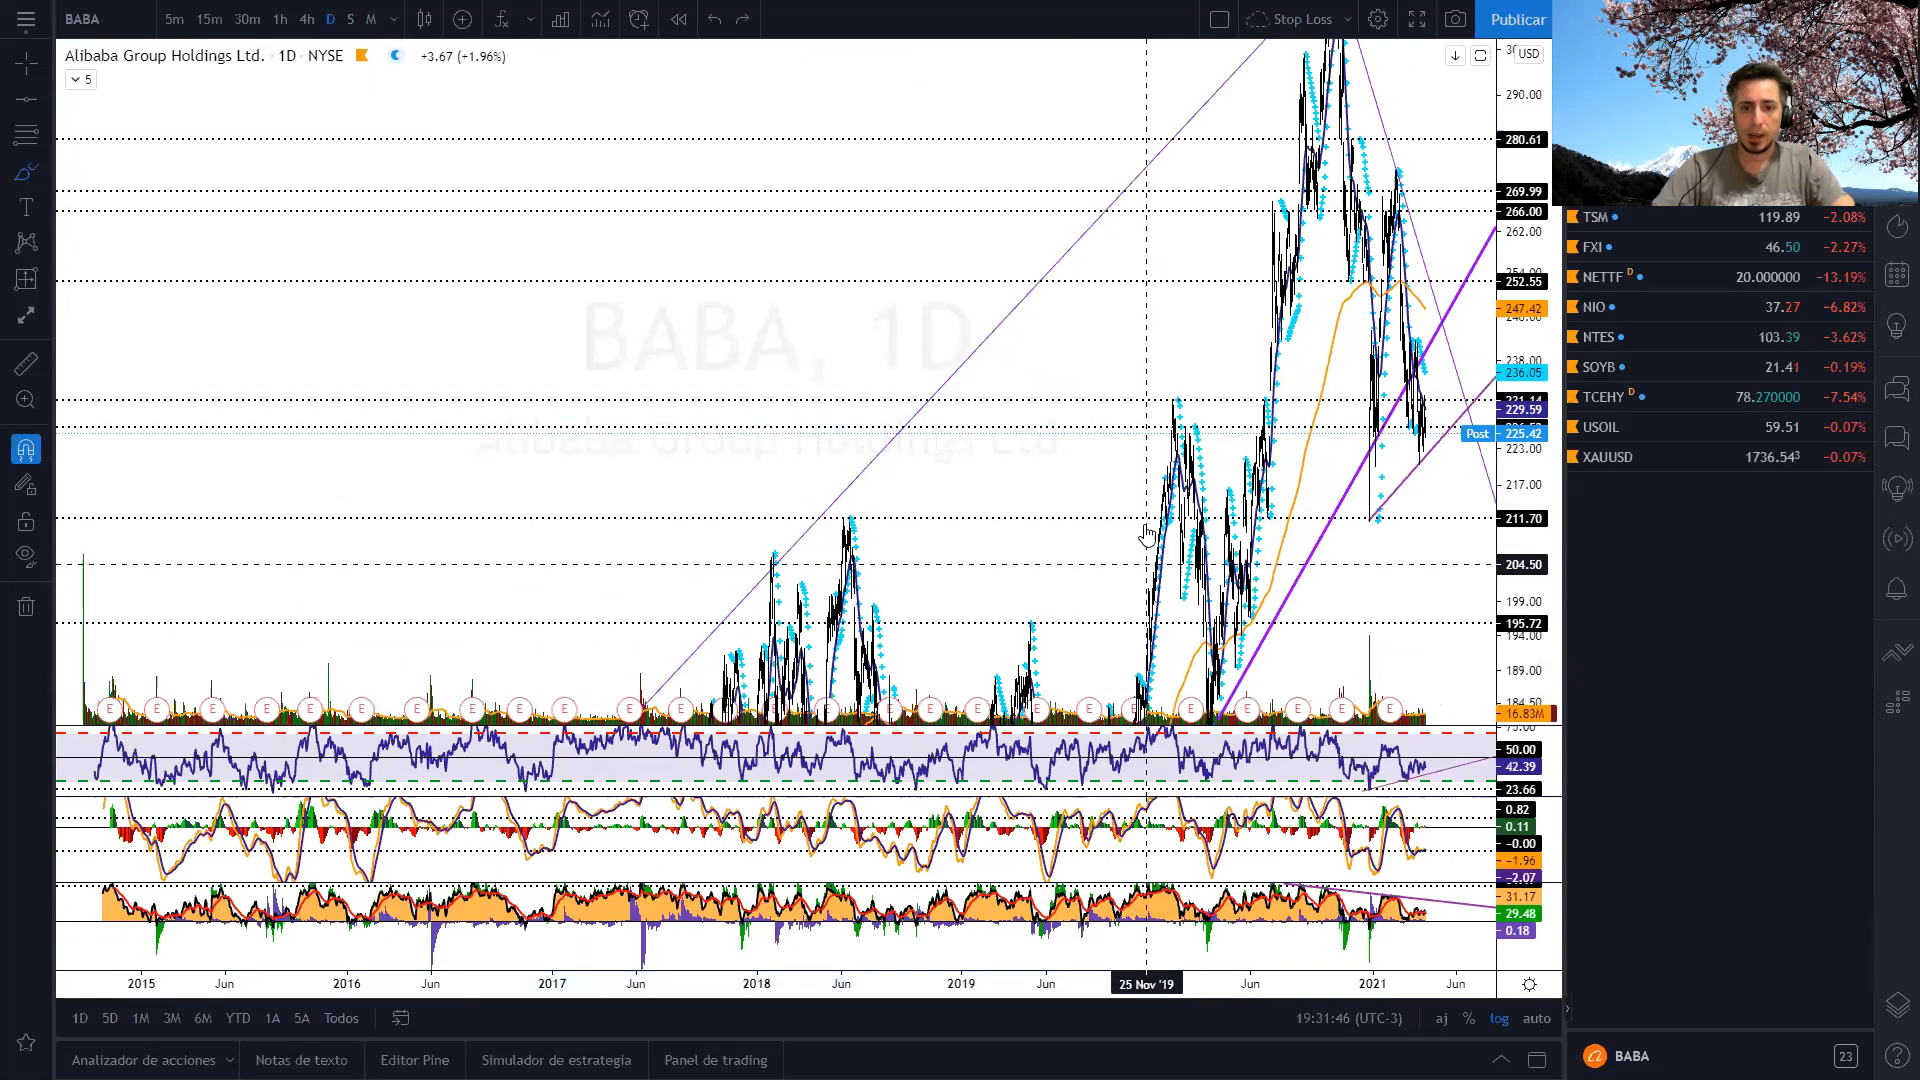 BABA
5m 15m 30m 1h 4h D S M
Stop Loss
Publicar
Alibaba Group Holdings Ltd. · 1D · NYSE
+3.67 (+1.96%)
5
USD
290.00
280.61
269.99
266.00
262.00
252.55
247.42
238.00
236.05
229.59
Post 225.42
223.00
217.00
211.70
204.50
199.00
195.72
194.00
189.00
16.83M
50.00
42.39
23.66
0.82
0.11
-0.00
-1.96
-2.07
31.17
29.48
0.18
BABA, 1D
Alibaba Group Holdings Ltd
E E E E E E E E E E E E E E E E E E E E E E E E E
2015 Jun 2016 Jun 2017 Jun 2018 Jun 2019 Jun 25 Nov '19 Jun 2021 Jun
1D 5D 1M 3M 6M YTD 1A 5A Todos
19:31:46 (UTC-3) aj % log auto
Analizador de acciones Notas de texto Editor Pine Simulador de estrategia Panel de trading
TSM 119.89 -2.08%
FXI 46.50 -2.27%
NETTF D 20.000000 -13.19%
NIO 37.27 -6.82%
NTES 103.39 -3.62%
SOYB 21.41 -0.19%
TCEHY D 78.270000 -7.54%
USOIL 59.51 -0.07%
XAUUSD 1736.54³ -0.07%
BABA
23